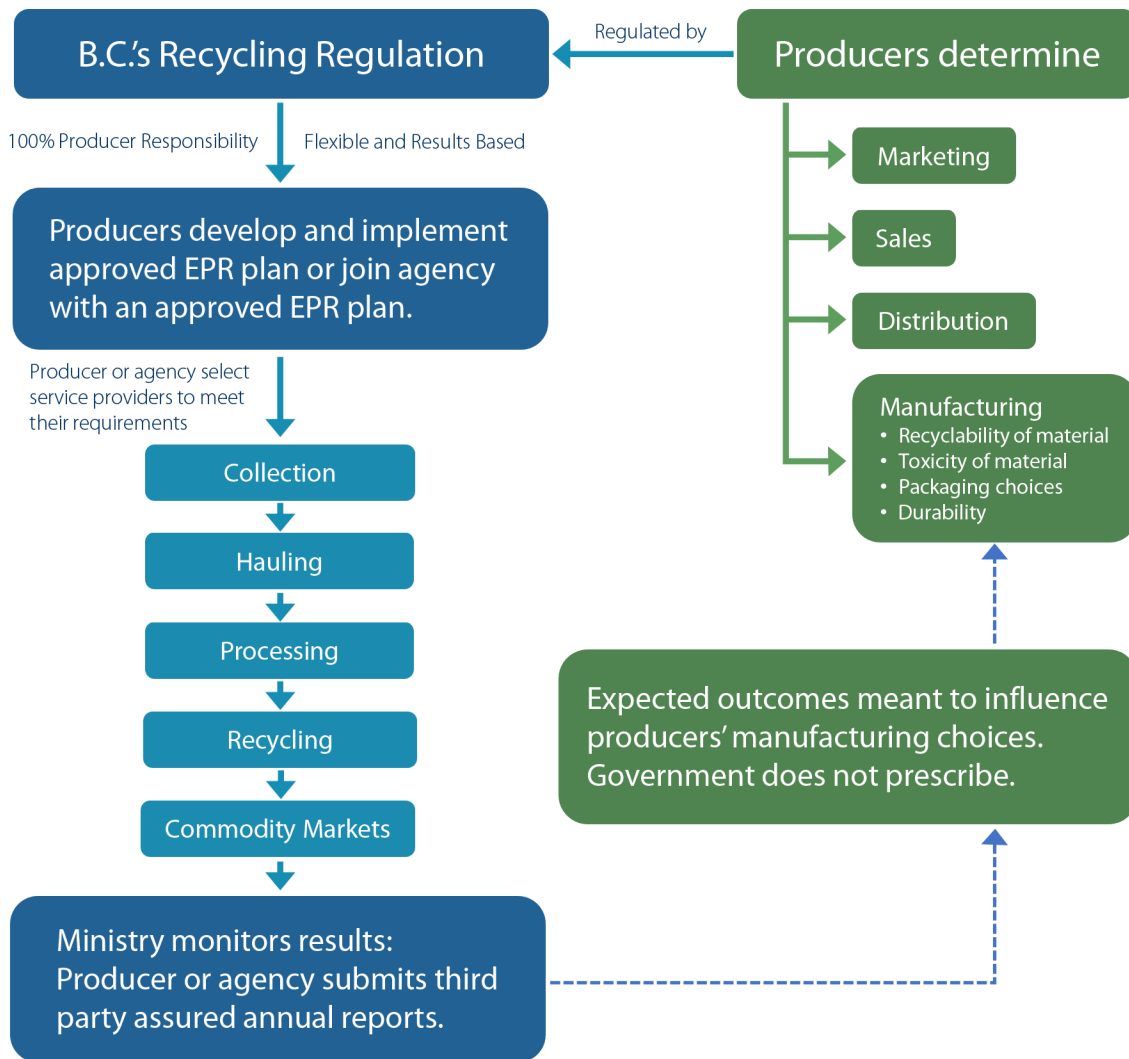 B.C.'s Recycling Regulation
Regulated by
Producers determine
100% Producer Responsibility
Flexible and Results Based
Marketing
Sales
Distribution
Manufacturing
• Recyclability of material
• Toxicity of material
• Packaging choices
• Durability
Producers develop and implement
approved EPR plan or join agency
with an approved EPR plan.
Producer or agency select
service providers to meet
their requirements
Collection
Hauling
Processing
Recycling
Commodity Markets
Ministry monitors results:
Producer or agency submits third
party assured annual reports.
Expected outcomes meant to influence
producers’ manufacturing choices.
Government does not prescribe.